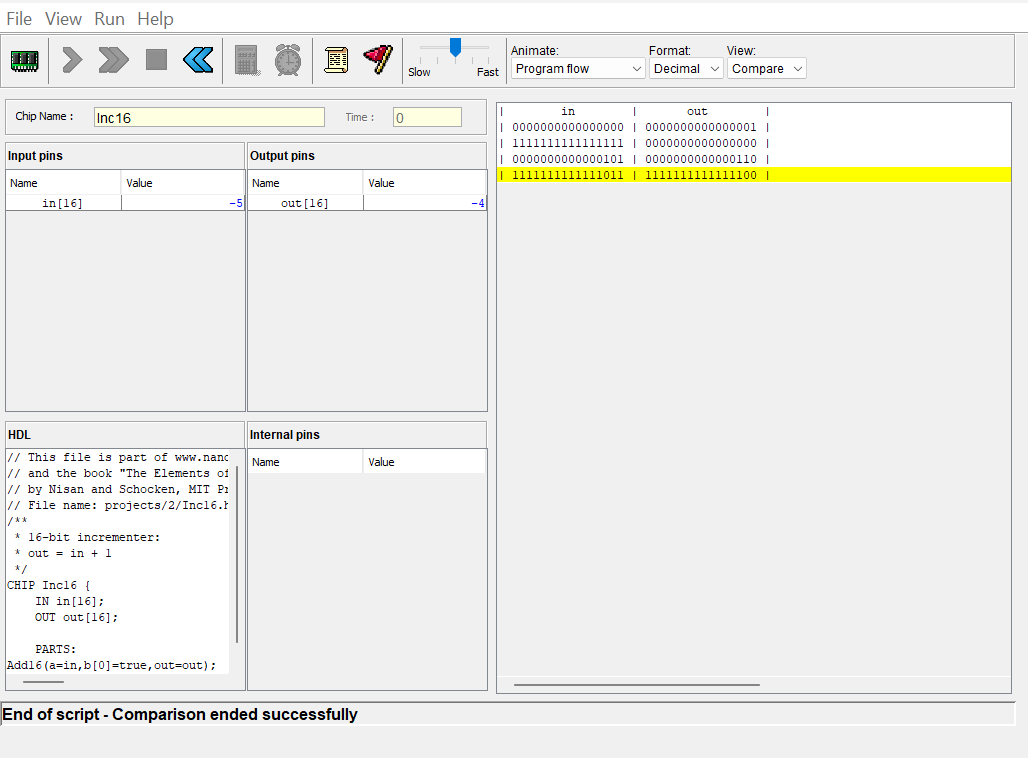 File View Run Help
Slow Fast
Animate: Format: View:
Program flow Decimal Compare
Chip Name : Inc16 Time : 0
Input pins
Name Value
in[16] -5
Output pins
Name Value
out[16] -4
HDL
// This file is part of www.nand
// and the book "The Elements of
// by Nisan and Schocken, MIT Pr
// File name: projects/2/Inc16.h
/**
* 16-bit incrementer:
* out = in + 1
*/
CHIP Inc16 {
IN in[16];
OUT out[16];
PARTS:
Add16(a=in,b[0]=true,out=out);
Internal pins
Name Value
| in | out |
| 0000000000000000 | 0000000000000001 |
| 1111111111111111 | 0000000000000000 |
| 0000000000000101 | 0000000000000110 |
| 1111111111111011 | 1111111111111100 |
End of script - Comparison ended successfully